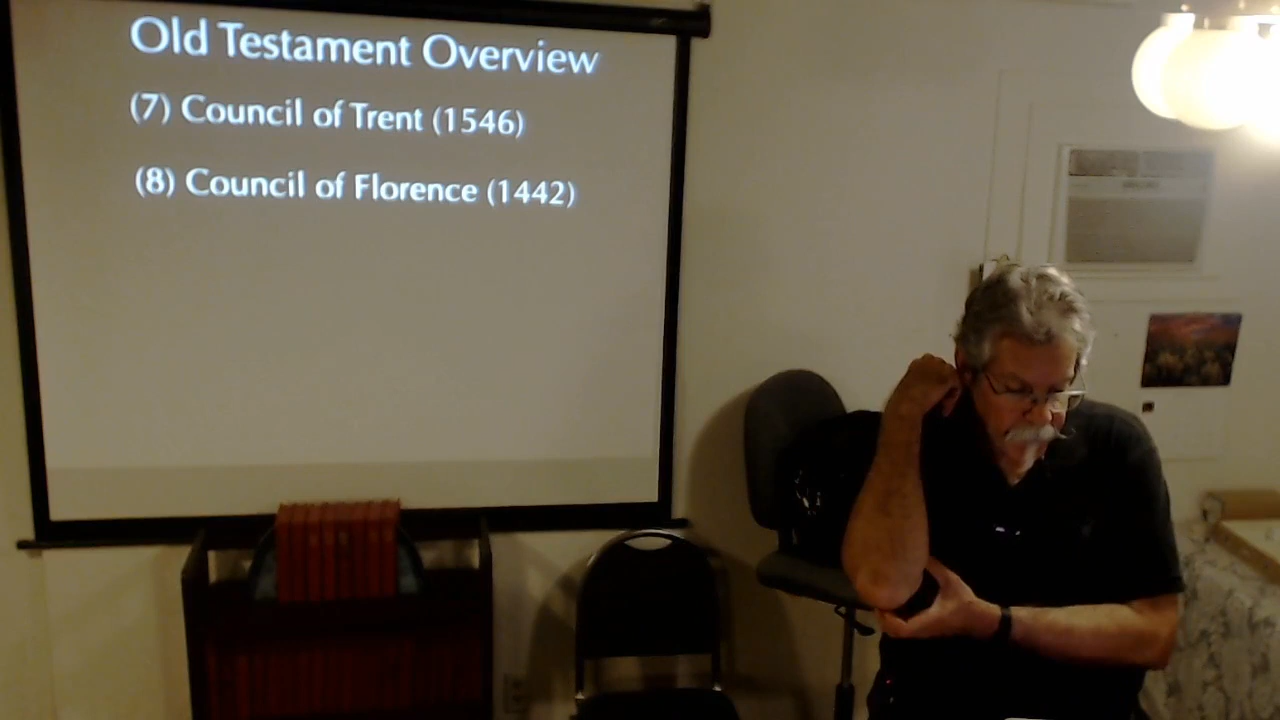 Old Testament Overview
(7) Council of Trent (1546)
(8) Council of Florence (1442)